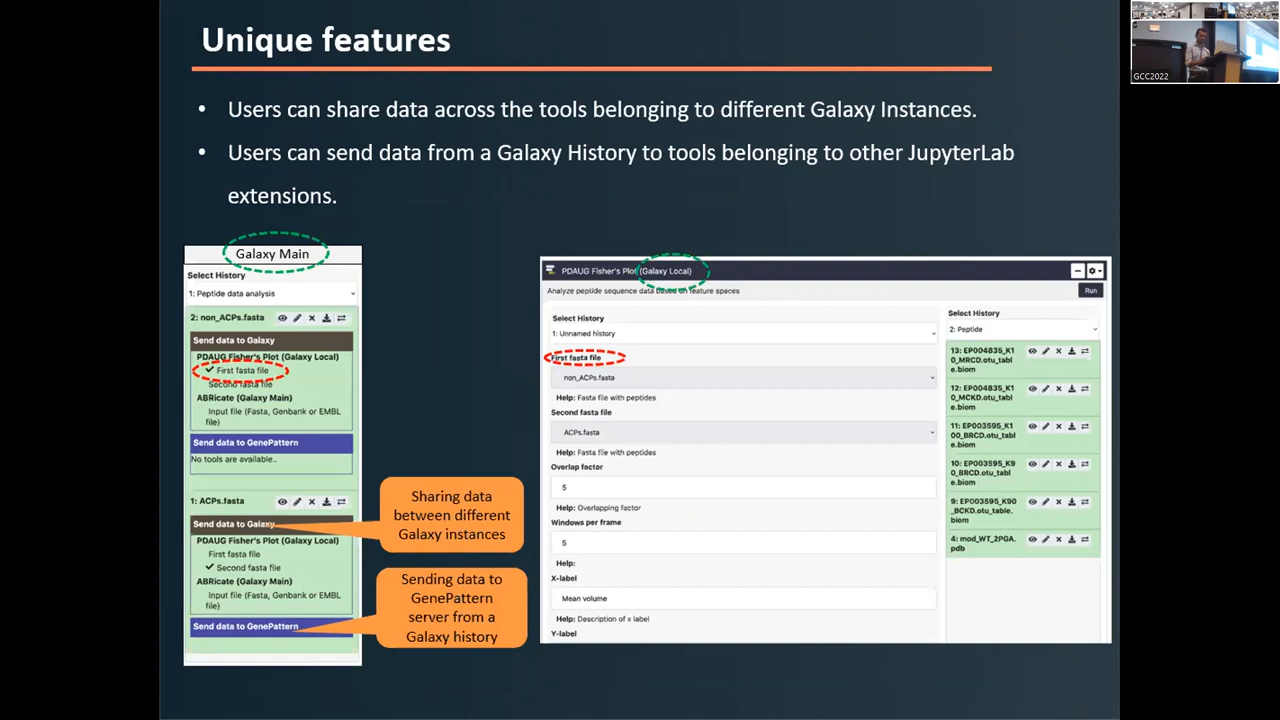 Unique features
• Users can share data across the tools belonging to different Galaxy Instances.
• Users can send data from a Galaxy History to tools belonging to other JupyterLab
extensions.
GCC2022
Galaxy Main
Select History
1: Peptide data analysis
2: non_ACPs.fasta
Send data to Galaxy
PDAUG Fisher's Plot (Galaxy Local)
First fasta file
Second fasta file
ABRicate (Galaxy Main)
Input file (Fasta, Genbank or EMBL
file)
Send data to GenePattern
No tools are available..
1: ACPs.fasta
Send data to Galaxy
PDAUG Fisher's Plot (Galaxy Local)
First fasta file
Second fasta file
ABRicate (Galaxy Main)
Input file (Fasta, Genbank or EMBL
file)
Send data to GenePattern
Sharing data
between different
Galaxy instances
Sending data to
GenePattern
server from a
Galaxy history
PDAUG Fisher's Plot (Galaxy Local)
Analyze peptide sequence data based on feature spaces
Run
Select History
1: Unnamed history
First fasta file
non_ACPs.fasta
Help: Fasta file with peptides
Second fasta file
ACPs.fasta
Help: Fasta file with peptides
Overlap factor
5
Help: Overlapping factor
Windows per frame
5
Help:
X-label
Mean volume
Help: Description of x label
Y-label
Select History
2: Peptide
13: EP004835_K1
0_MRCD.otu_tabl
e.biom
12: EP004835_K1
0_MCKD.otu_tabl
e.biom
11: EP003595_K1
00_BRCD.otu_tabl
e.biom
10: EP003595_K9
0_BRCD.otu_tabl
e.biom
9: EP003595_K90
_BCKD.otu_table.
biom
4: mod_WT_2PGA.
pdb